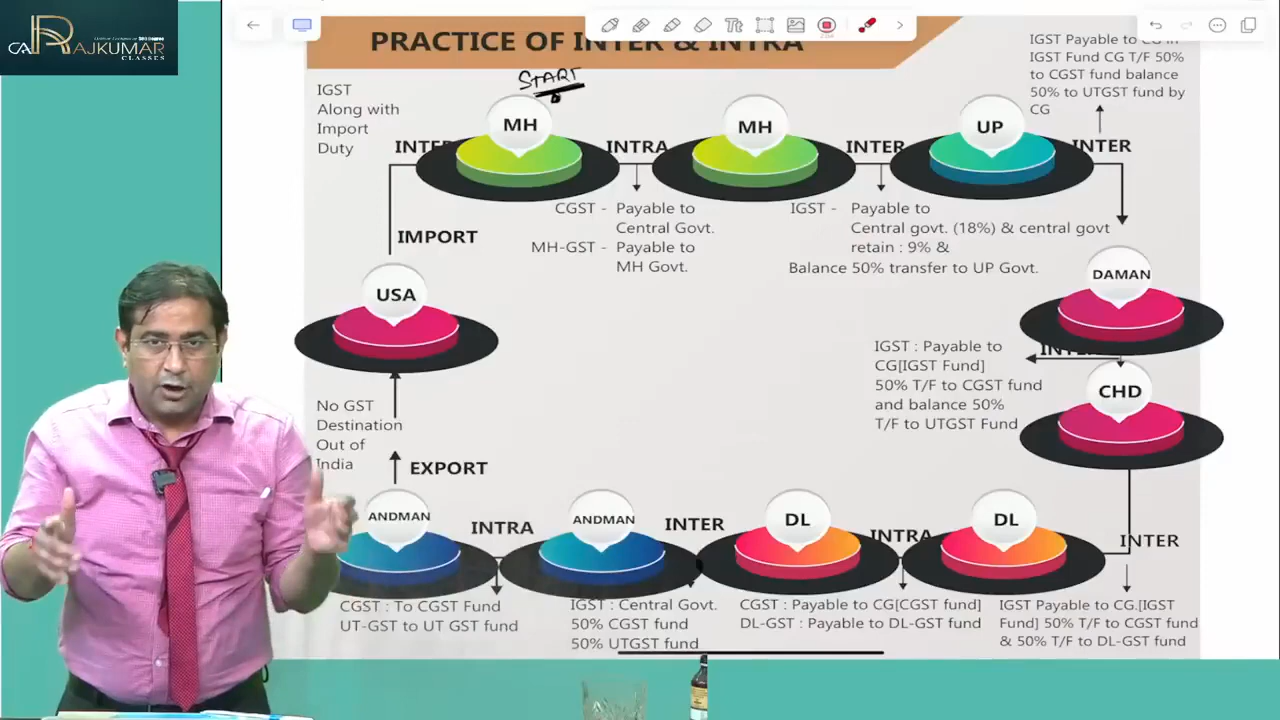 CA RAJKUMAR
CLASSES
PRACTICE OF INTER & INTRA
START
IGST Payable to CG in
IGST Fund CG T/F 50%
to CGST fund balance
50% to UTGST fund by
CG
IGST
Along with
Import
Duty
INTER
MH
INTRA
MH
INTER
UP
INTER
CGST - Payable to
Central Govt.
MH-GST - Payable to
MH Govt.
IGST - Payable to
Central govt. (18%) & central govt
retain : 9% &
Balance 50% transfer to UP Govt.
IMPORT
USA
DAMAN
INTER
IGST : Payable to
CG[IGST Fund]
50% T/F to CGST fund
and balance 50%
T/F to UTGST Fund
CHD
No GST
Destination
Out of
India
EXPORT
ANDMAN
INTRA
ANDMAN
INTER
DL
INTRA
DL
INTER
CGST : To CGST Fund
UT-GST to UT GST fund
IGST : Central Govt.
50% CGST fund
50% UTGST fund
CGST : Payable to CG[CGST fund]
DL-GST : Payable to DL-GST fund
IGST Payable to CG.[IGST
Fund] 50% T/F to CGST fund
& 50% T/F to DL-GST fund